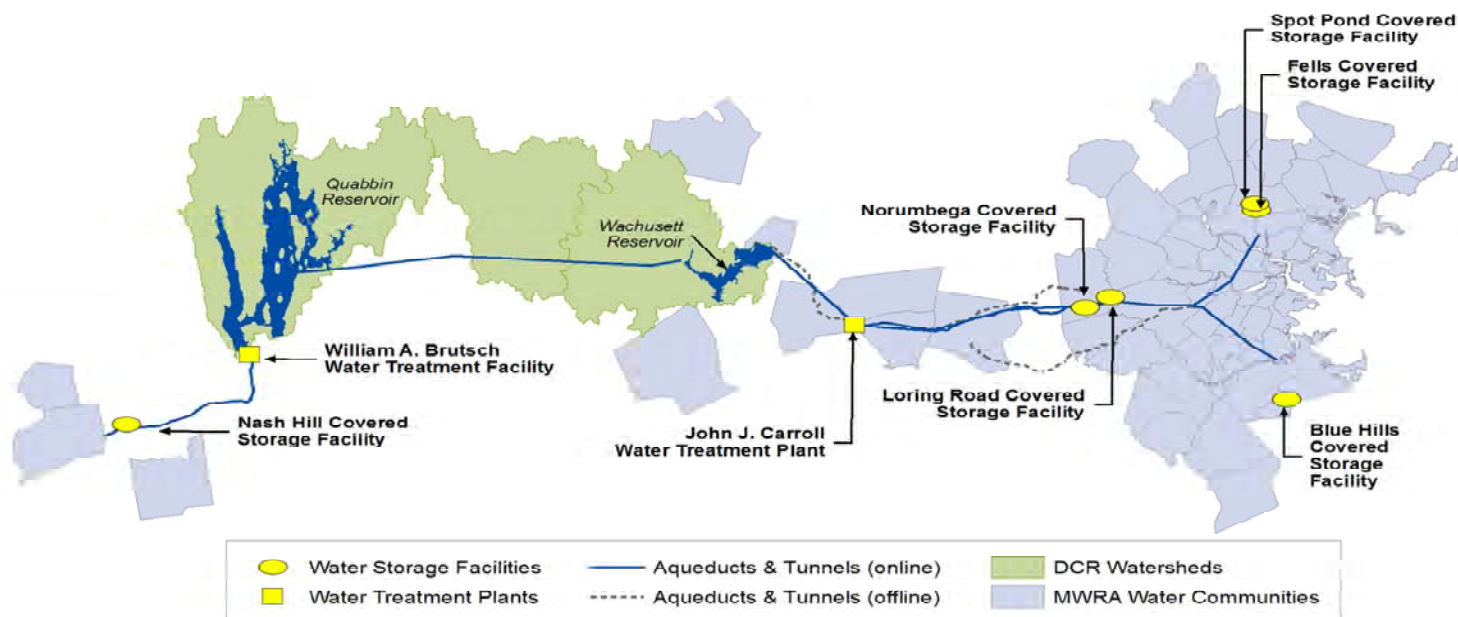 Spot Pond Covered
Storage Facility
Fells Covered
Storage Facility
Quabbin
Reservoir
Wachusett
Reservoir
Norumbega Covered
Storage Facility
William A. Brutsch
Water Treatment Facility
Nash Hill Covered
Storage Facility
John J. Carroll
Water Treatment Plant
Loring Road Covered
Storage Facility
Blue Hills
Covered
Storage
Facility
Water Storage Facilities
Aqueducts & Tunnels (online)
DCR Watersheds
Water Treatment Plants
Aqueducts & Tunnels (offline)
MWRA Water Communities